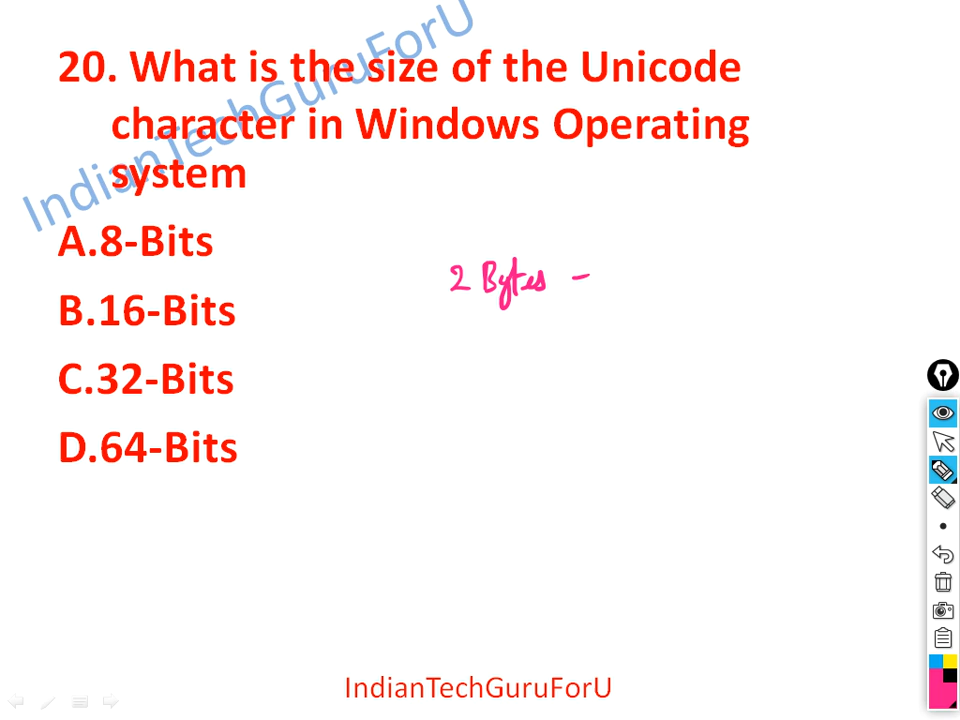 20. What is the size of the Unicode
character in Windows Operating
system
IndianTechGuruForU
A.8-Bits
2 Bytes -
B.16-Bits
C.32-Bits
D.64-Bits
IndianTechGuruForU